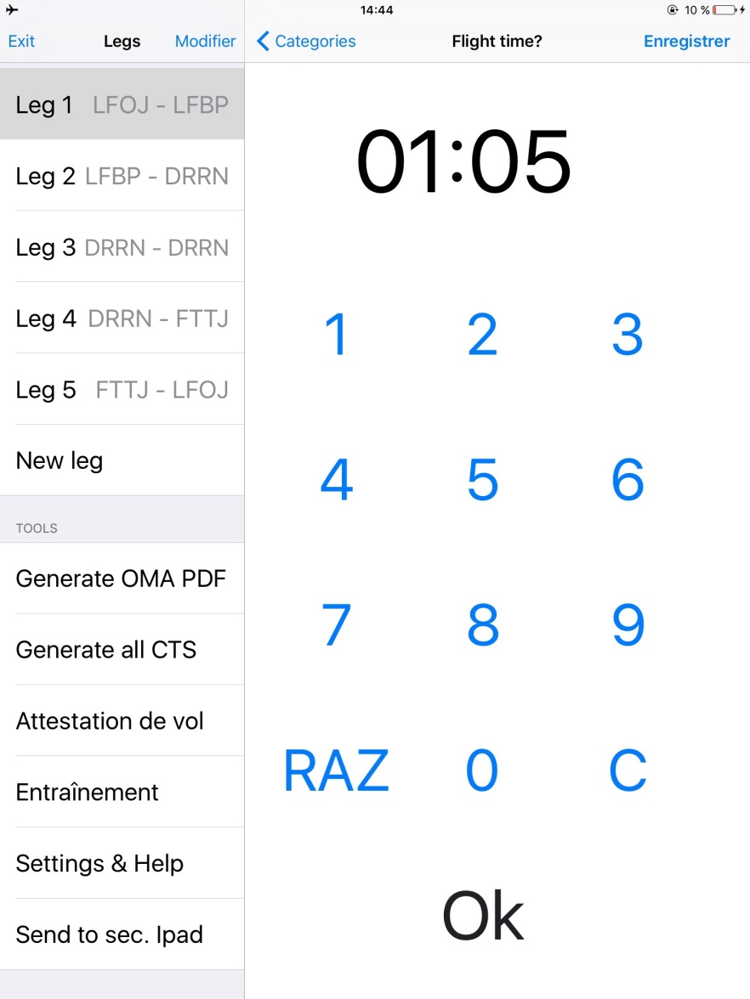 14:44
10 %
Exit
Legs
Modifier
Categories
Flight time?
Enregistrer
Leg 1 LFOJ - LFBP
Leg 2 LFBP - DRRN
Leg 3 DRRN - DRRN
Leg 4 DRRN - FTTJ
Leg 5 FTTJ - LFOJ
New leg
TOOLS
Generate OMA PDF
Generate all CTS
Attestation de vol
Entraînement
Settings & Help
Send to sec. Ipad
01:05
1 2 3
4 5 6
7 8 9
RAZ 0 C
Ok